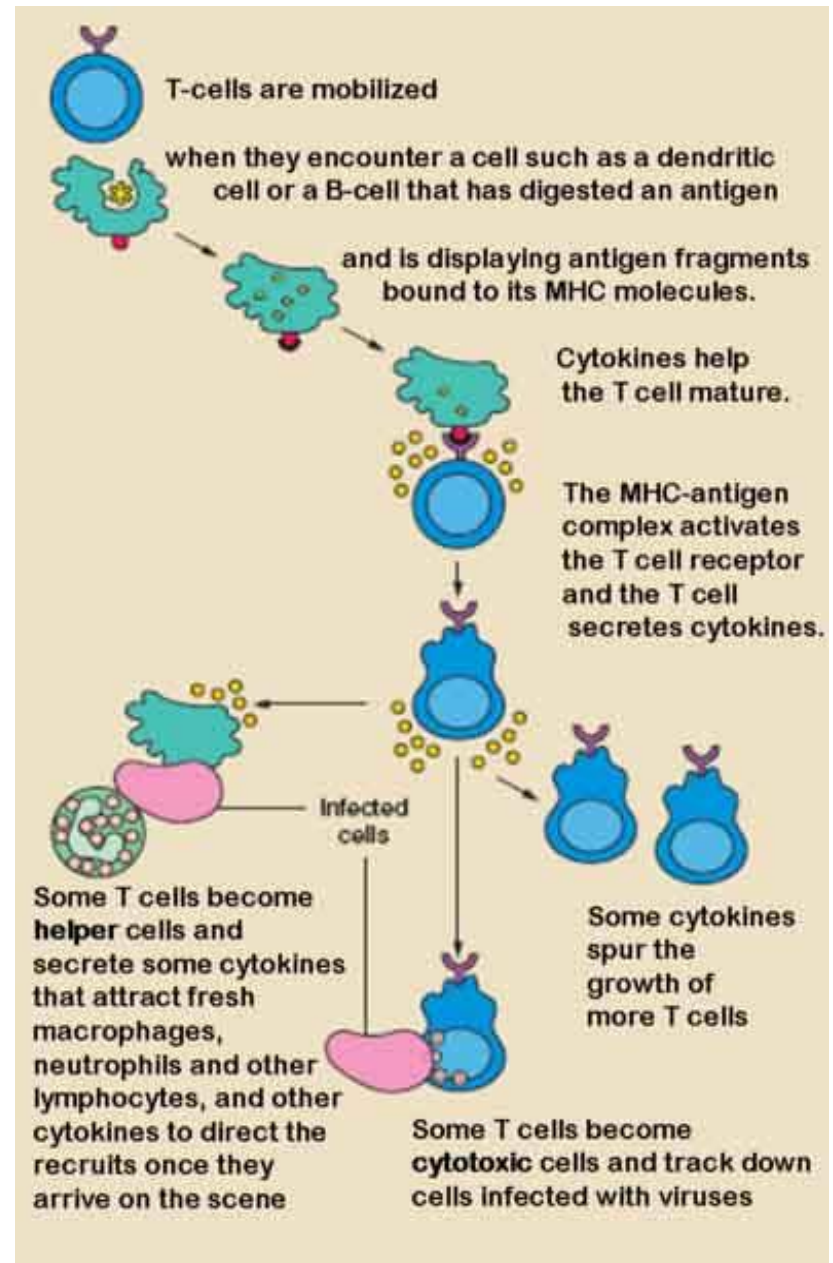 T-cells are mobilized
when they encounter a cell such as a dendritic
cell or a B-cell that has digested an antigen
and is displaying antigen fragments
bound to its MHC molecules.
Cytokines help
the T cell mature.
The MHC-antigen
complex activates
the T cell receptor
and the T cell
secretes cytokines.
Infected
cells
Some T cells become
helper cells and
secrete some cytokines
that attract fresh
macrophages,
neutrophils and other
lymphocytes, and other
cytokines to direct the
recruits once they
arrive on the scene
Some cytokines
spur the
growth of
more T cells
Some T cells become
cytotoxic cells and track down
cells infected with viruses